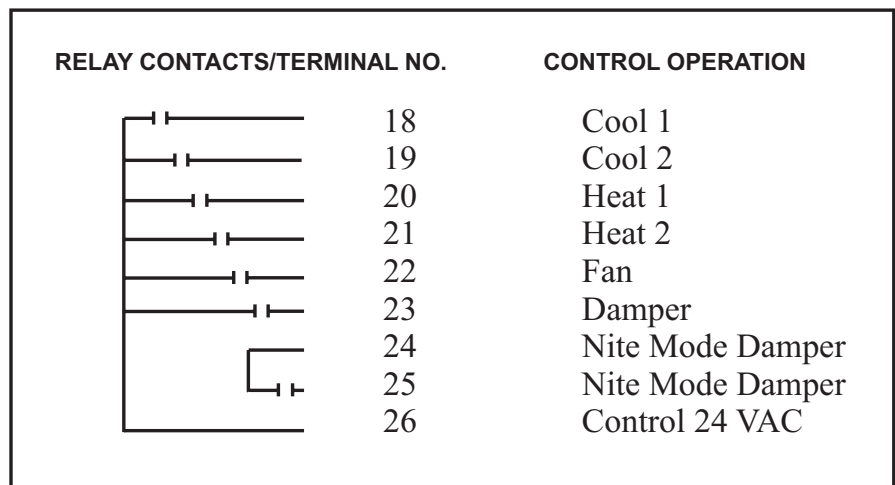 RELAY CONTACTS/TERMINAL NO. CONTROL OPERATION
18 Cool 1
19 Cool 2
20 Heat 1
21 Heat 2
22 Fan
23 Damper
24 Nite Mode Damper
25 Nite Mode Damper
26 Control 24 VAC